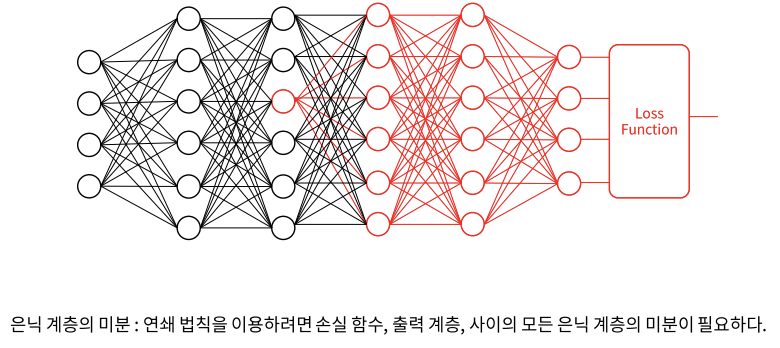 Loss
Function
은닉 계층의 미분 : 연쇄 법칙을 이용하려면 손실 함수, 출력 계층, 사이의 모든 은닉 계층의 미분이 필요하다.